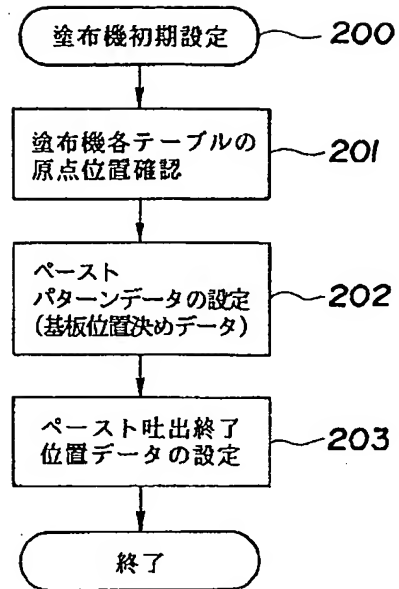 塗布機初期設定
200
塗布機各テーブルの
原点位置確認
201
ペースト
パターンデータの設定
(基板位置決めデータ)
202
ペースト吐出終了
位置データの設定
203
終了